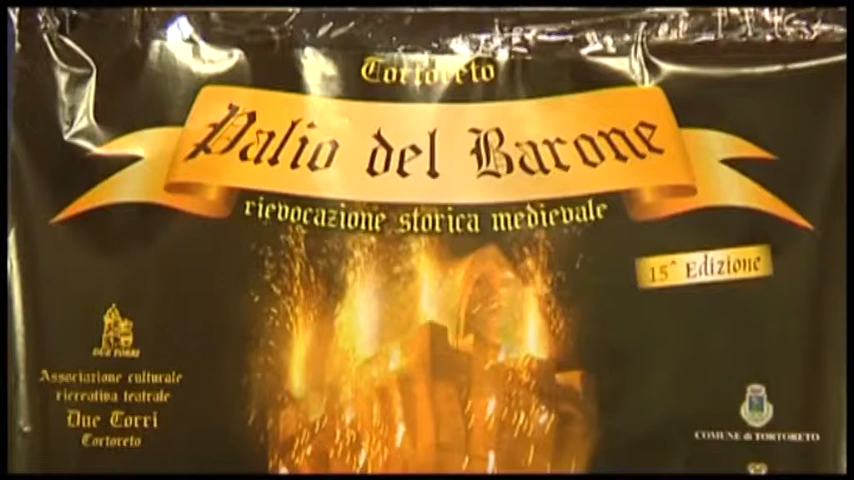 Tortoreto
Palio del Barone
rievocazione storica medievale
15^ Edizione
DUE TORRI
Associazione culturale
ricreativa teatrale
Due Torri
Tortoreto
COMUNE di TORTORETO